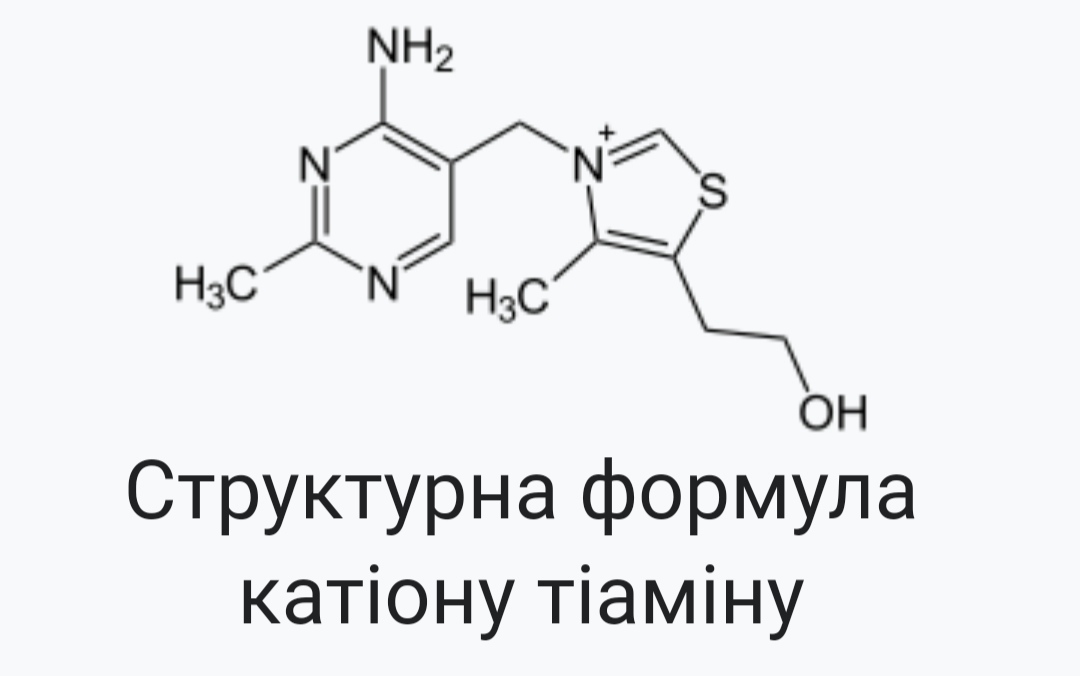 NH₂
N
N
+
S
H₃C
N
H₃C
OH
Структурна формула
катіону тіаміну